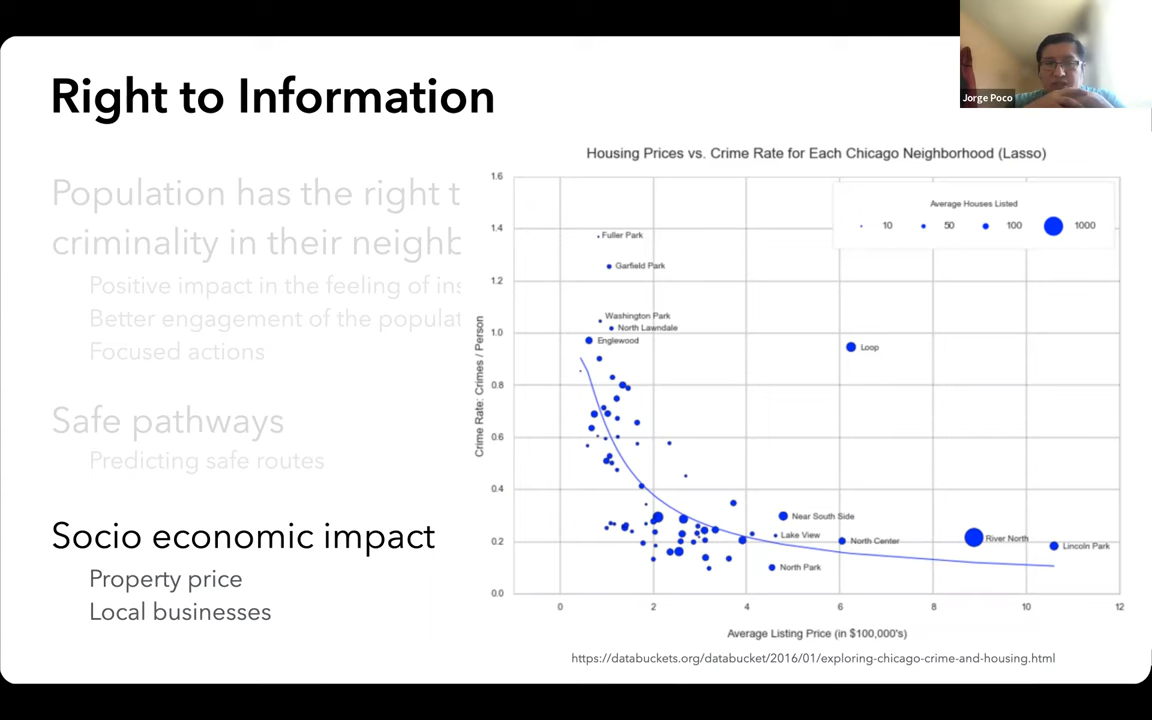 Jorge Poco
Right to Information
Population has the right t
criminality in their neighb
Positive impact in the feeling of ins
Better engagement of the populat
Focused actions
Safe pathways
Predicting safe routes
Socio economic impact
Property price
Local businesses
Housing Prices vs. Crime Rate for Each Chicago Neighborhood (Lasso)
Average Houses Listed
10 50 100 1000
Crime Rate: Crimes / Person
1.6
1.4
1.2
1.0
0.8
0.6
0.4
0.2
0.0
Fuller Park
Garfield Park
Washington Park
North Lawndale
Englewood
Loop
Near South Side
Lake View
North Center
River North
Lincoln Park
North Park
0 2 4 6 8 10 12
Average Listing Price (in $100,000's)
https://databuckets.org/databucket/2016/01/exploring-chicago-crime-and-housing.html